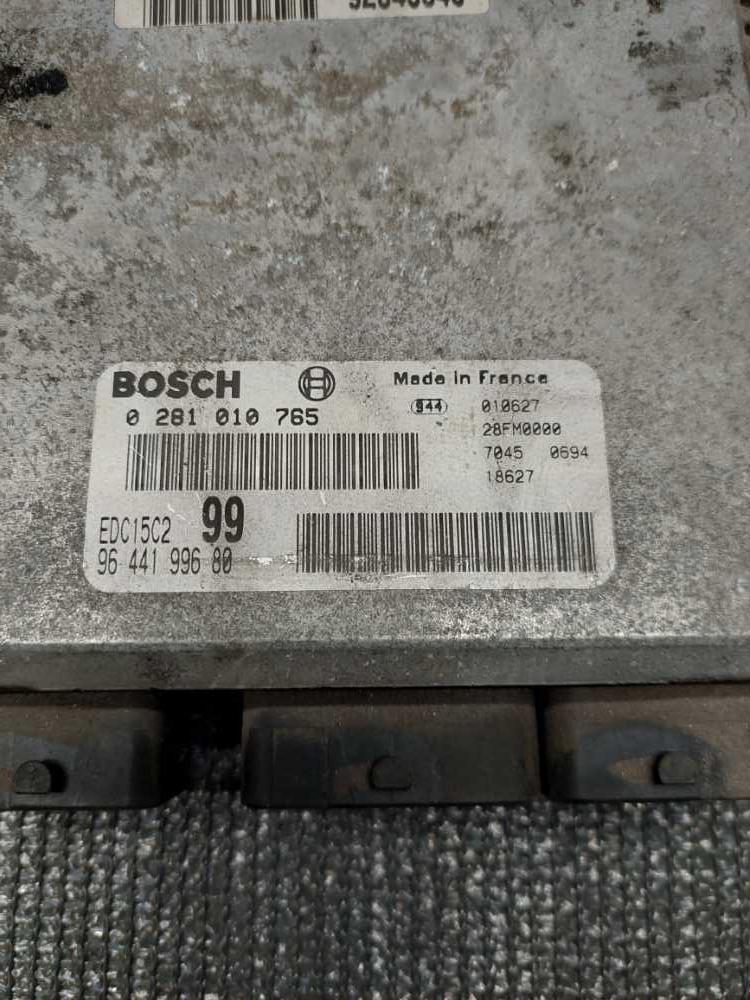 BOSCH
Made in France
0 281 010 765
944 010627
28FM0000
7045 0694
18627
EDC15C2 99
96 441 996 80